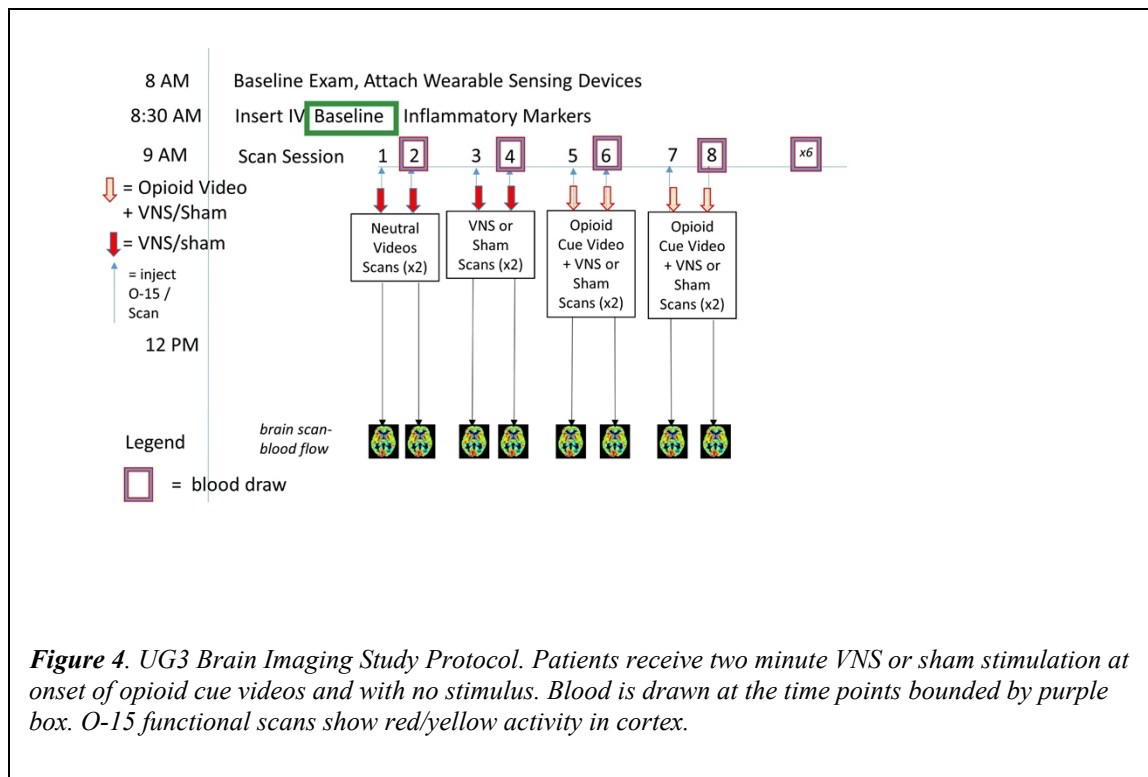 8 AM Baseline Exam, Attach Wearable Sensing Devices
8:30 AM Insert IV Baseline Inflammatory Markers
9 AM Scan Session 1 2 3 4 5 6 7 8 x6
= Opioid Video
+ VNS/Sham
= VNS/sham
= inject
O-15 /
Scan
Neutral
Videos
Scans (x2)
VNS or
Sham
Scans (x2)
Opioid
Cue Video
+ VNS or
Sham
Scans (x2)
Opioid
Cue Video
+ VNS or
Sham
Scans (x2)
12 PM
brain scan-
blood flow
Legend
= blood draw
Figure 4. UG3 Brain Imaging Study Protocol. Patients receive two minute VNS or sham stimulation at
onset of opioid cue videos and with no stimulus. Blood is drawn at the time points bounded by purple
box. O-15 functional scans show red/yellow activity in cortex.